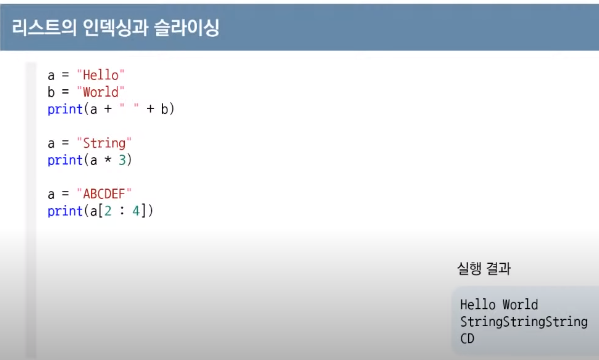 리스트의 인덱싱과 슬라이싱
a = "Hello"
b = "World"
print(a + " " + b)
a = "String"
print(a * 3)
a = "ABCDEF"
print(a[2 : 4])
실행 결과
Hello World
StringStringString
CD